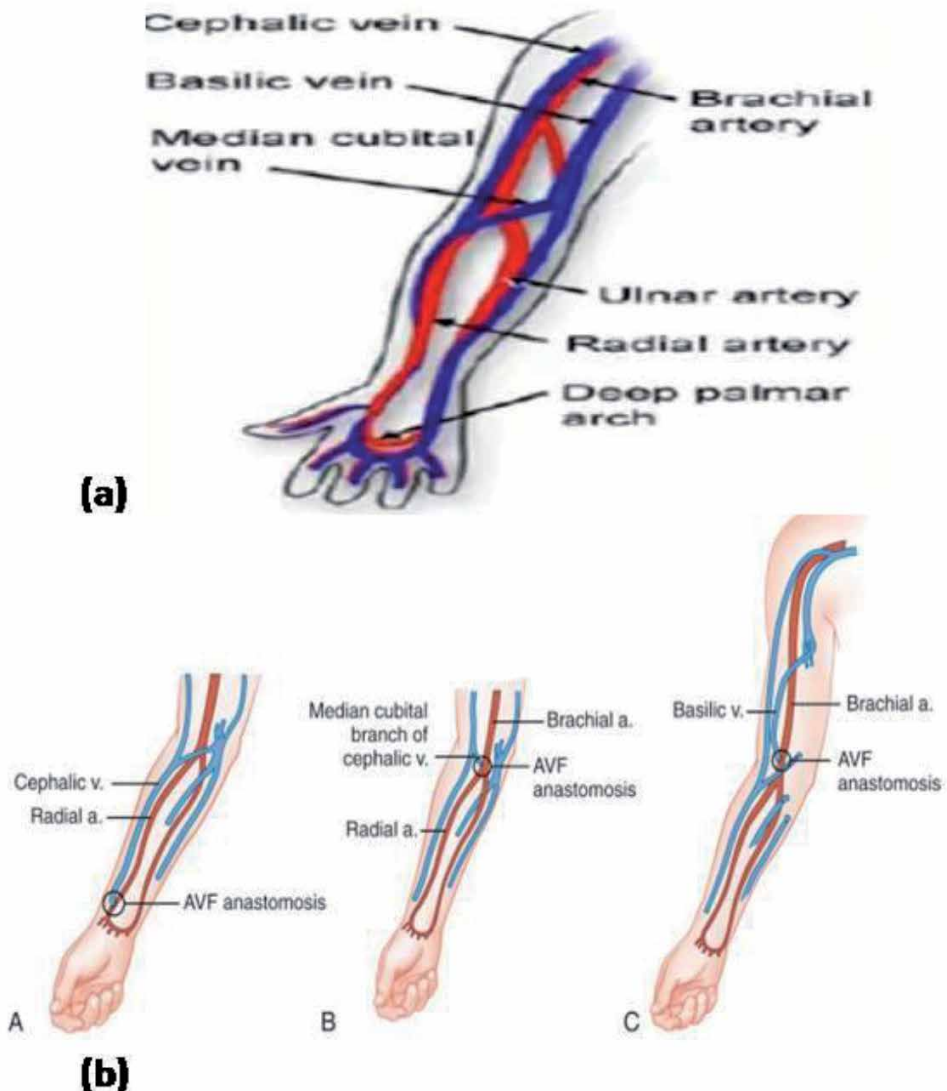 Cephalic vein
Basilic vein
Median cubital
vein
Brachial
artery
Ulnar artery
Radial artery
Deep palmar
arch
(a)
Cephalic v.
Radial a.
AVF anastomosis
A
Median cubital
branch of
cephalic v.
Brachial a.
AVF
anastomosis
Radial a.
B
Basilic v.
Brachial a.
AVF
anastomosis
C
(b)